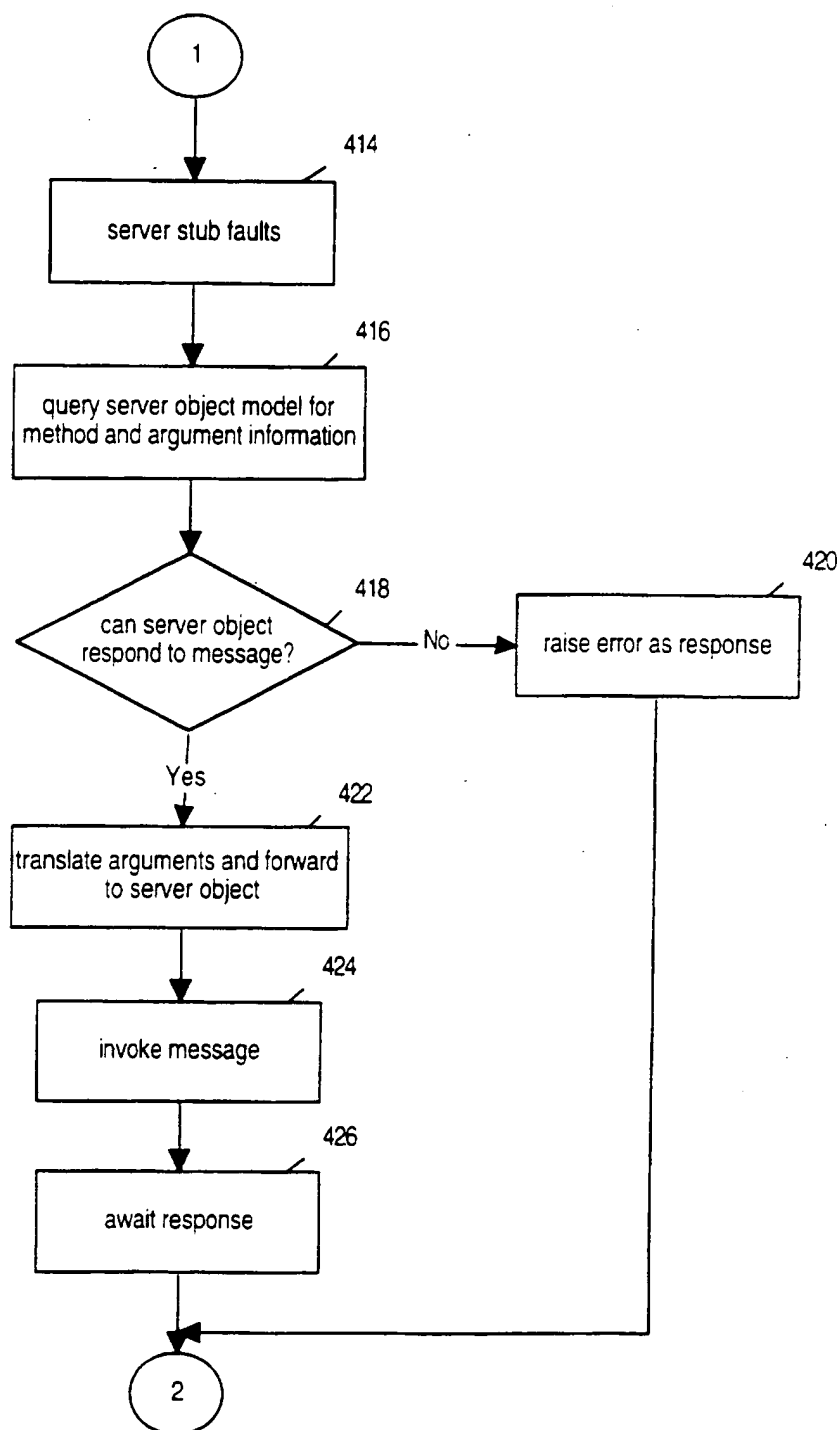 1
414
server stub faults
416
query server object model for
method and argument information
418
can server object
respond to message?
No
420
raise error as response
Yes
422
translate arguments and forward
to server object
424
invoke message
426
await response
2